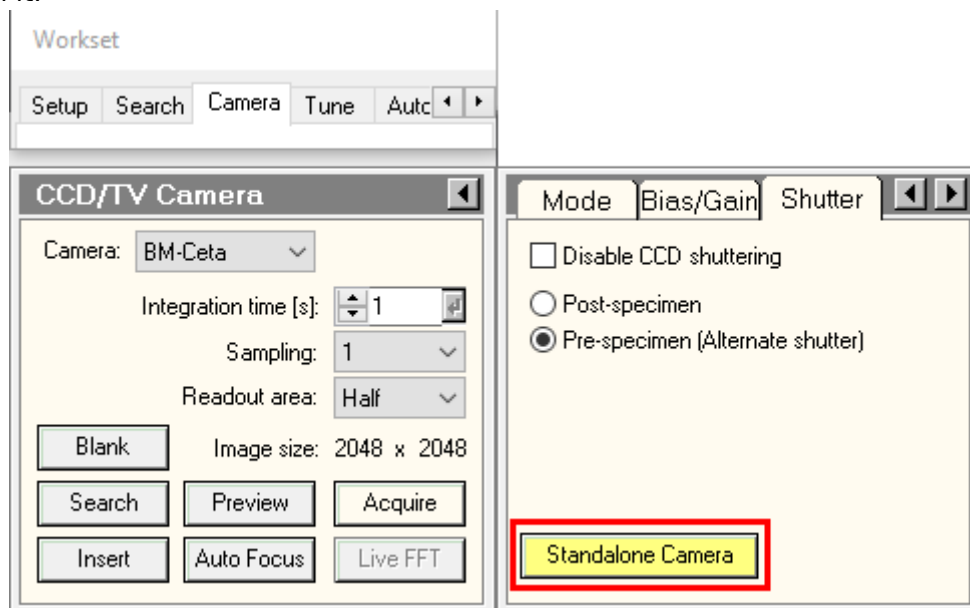 Workset
Setup Search Camera Tune Autc
CCD/TV Camera
Camera: BM-Ceta
Integration time [s]: 1
Sampling: 1
Readout area: Half
Blank Image size: 2048 x 2048
Search Preview Acquire
Insert Auto Focus Live FFT
Mode Bias/Gain Shutter
Disable CCD shuttering
Post-specimen
Pre-specimen (Alternate shutter)
Standalone Camera